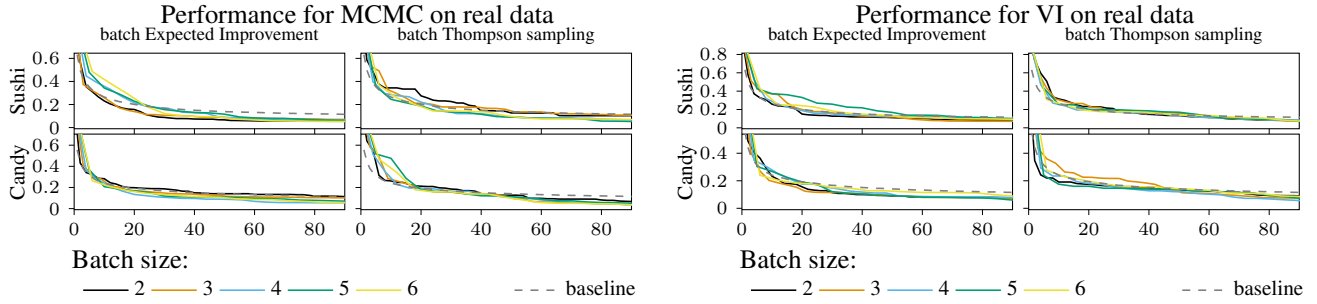 Performance for MCMC on real data
batch Expected Improvement batch Thompson sampling
Sushi
0.6
0.4
0.2
0
Candy
0.6
0.4
0.2
0
0 20 40 60 80 0 20 40 60 80
Batch size:
2 3 4 5 6 baseline
Performance for VI on real data
batch Expected Improvement batch Thompson sampling
Sushi
0.8
0.6
0.4
0.2
0
Candy
0.4
0.2
0
0 20 40 60 80 0 20 40 60 80
Batch size:
2 3 4 5 6 baseline